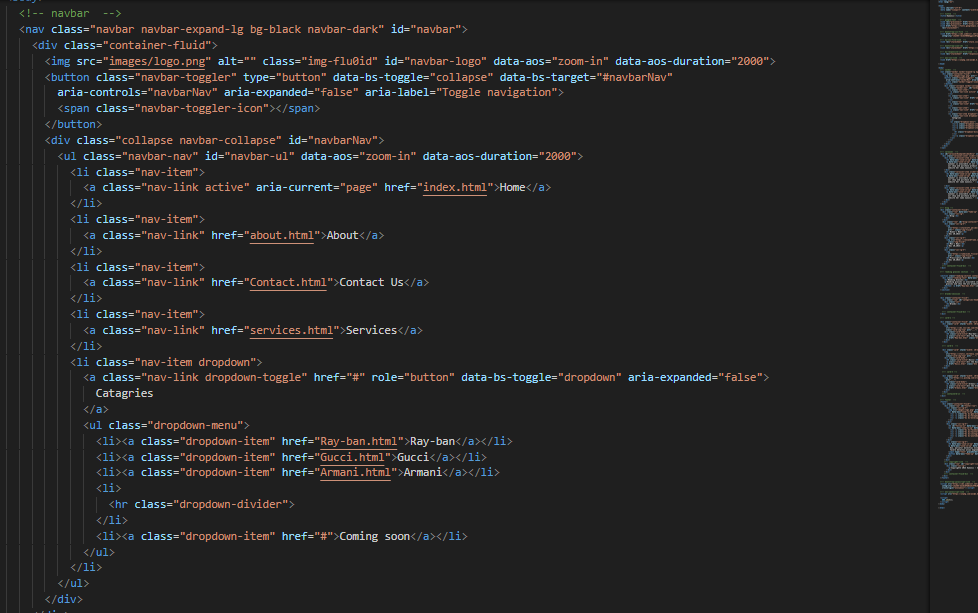 <!-- navbar  -->
<nav class="navbar navbar-expand-lg bg-black navbar-dark" id="navbar">
<div class="container-fluid">
<img src="images/logo.png" alt="" class="img-flu0id" id="navbar-logo" data-aos="zoom-in" data-aos-duration="2000">
<button class="navbar-toggler" type="button" data-bs-toggle="collapse" data-bs-target="#navbarNav"
aria-controls="navbarNav" aria-expanded="false" aria-label="Toggle navigation">
<span class="navbar-toggler-icon"></span>
</button>
<div class="collapse navbar-collapse" id="navbarNav">
<ul class="navbar-nav" id="navbar-ul" data-aos="zoom-in" data-aos-duration="2000">
<li class="nav-item">
<a class="nav-link active" aria-current="page" href="index.html">Home</a>
</li>
<li class="nav-item">
<a class="nav-link" href="about.html">About</a>
</li>
<li class="nav-item">
<a class="nav-link" href="Contact.html">Contact Us</a>
</li>
<li class="nav-item">
<a class="nav-link" href="services.html">Services</a>
</li>
<li class="nav-item dropdown">
<a class="nav-link dropdown-toggle" href="#" role="button" data-bs-toggle="dropdown" aria-expanded="false">
Catagries
</a>
<ul class="dropdown-menu">
<li><a class="dropdown-item" href="Ray-ban.html">Ray-ban</a></li>
<li><a class="dropdown-item" href="Gucci.html">Gucci</a></li>
<li><a class="dropdown-item" href="Armani.html">Armani</a></li>
<li>
<hr class="dropdown-divider">
</li>
<li><a class="dropdown-item" href="#">Coming soon</a></li>
</ul>
</li>
</ul>
</div>